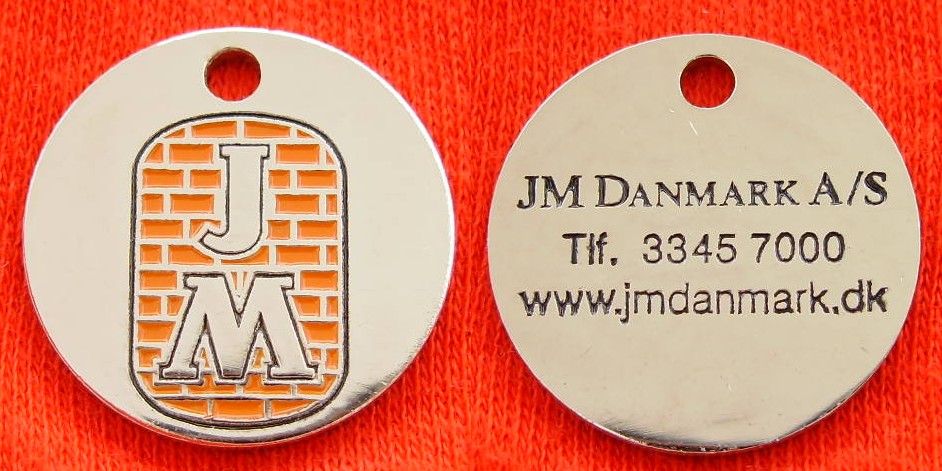 J
M
JM DANMARK A/S
Tlf. 3345 7000
www.jmdanmark.dk